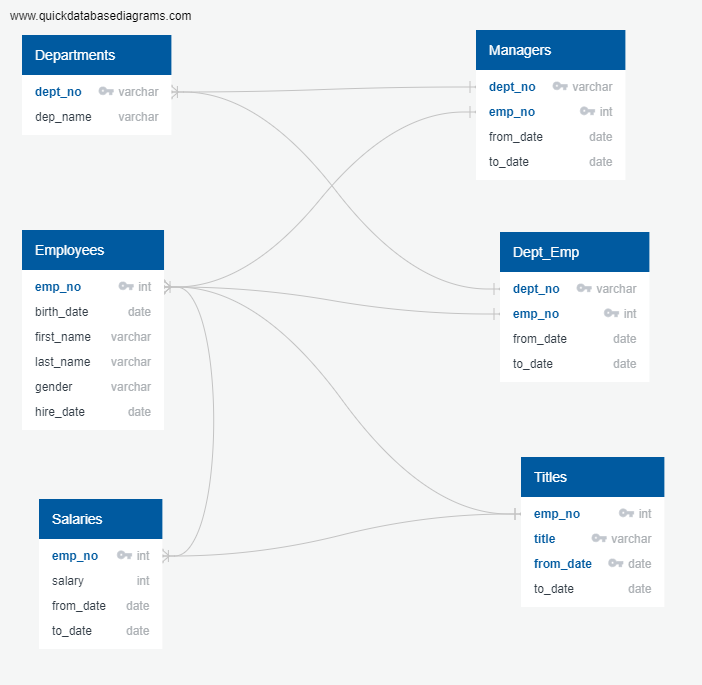 www.quickdatabasediagrams.com
Departments
dept_no varchar
dep_name varchar
Managers
dept_no varchar
emp_no int
from_date date
to_date date
Employees
emp_no int
birth_date date
first_name varchar
last_name varchar
gender varchar
hire_date date
Dept_Emp
dept_no varchar
emp_no int
from_date date
to_date date
Salaries
emp_no int
salary int
from_date date
to_date date
Titles
emp_no int
title varchar
from_date date
to_date date